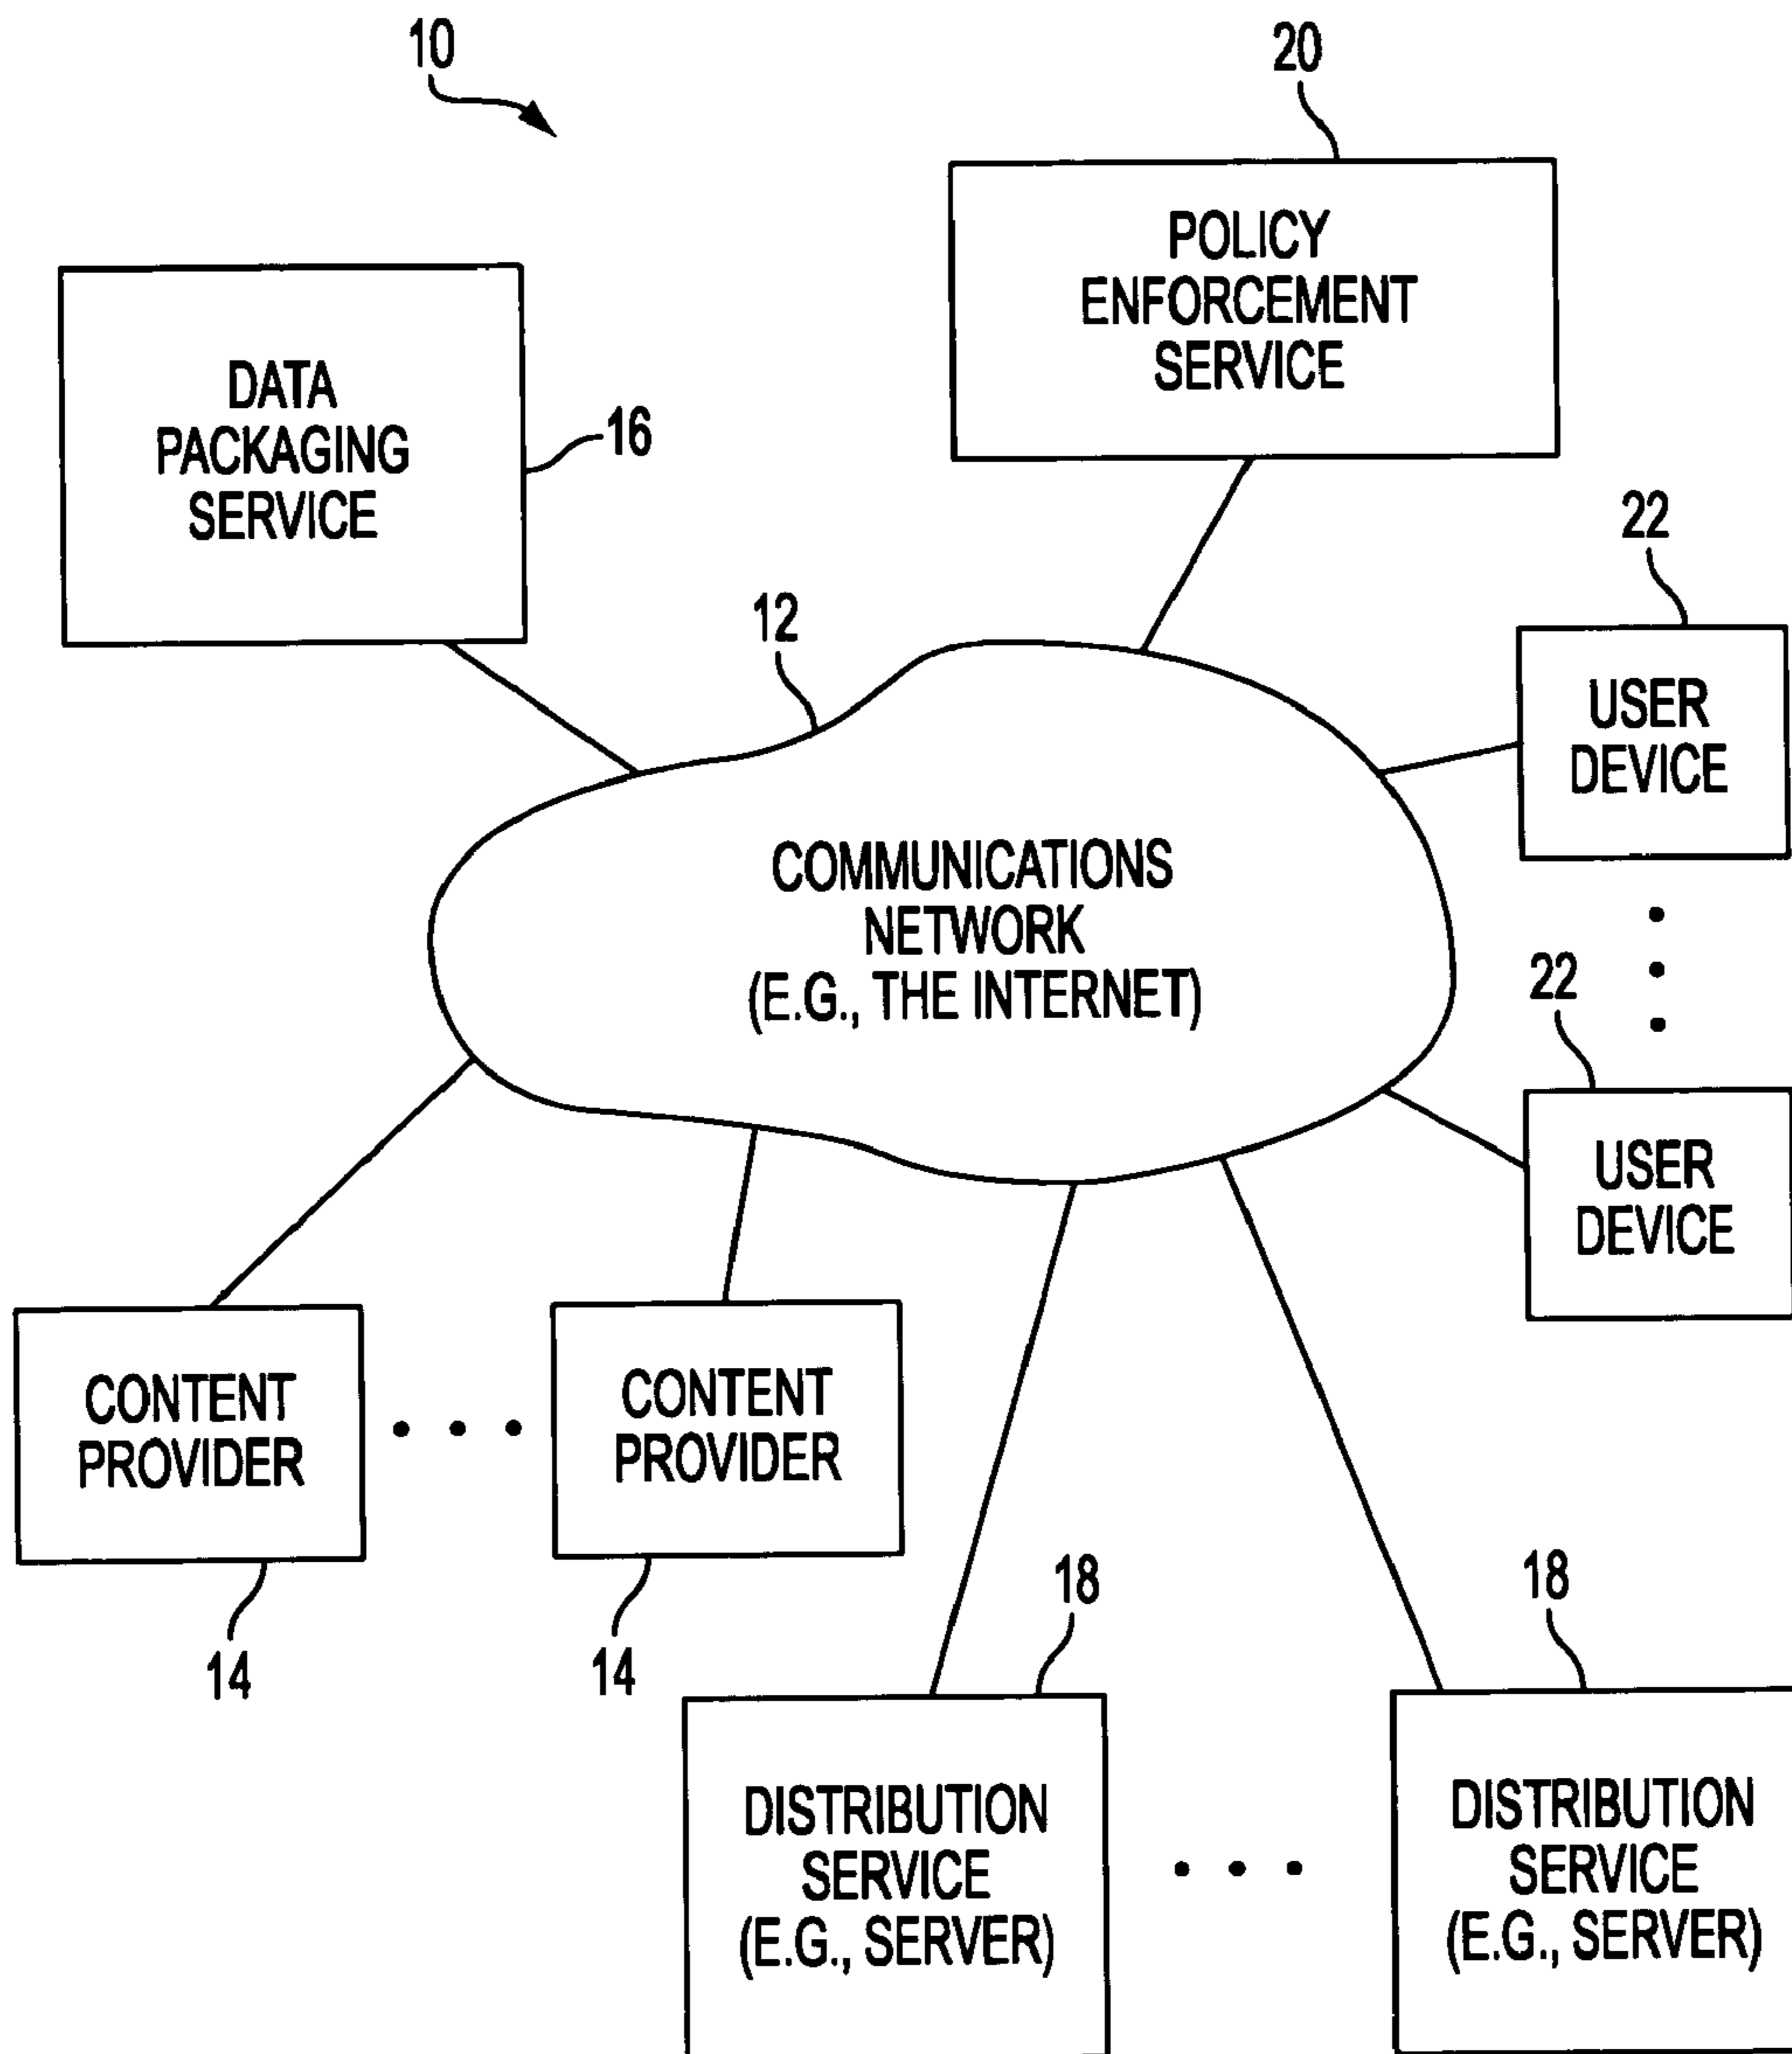 10
20
POLICY
ENFORCEMENT
SERVICE
DATA
PACKAGING
SERVICE
16
22
12
USER
DEVICE
COMMUNICATIONS
NETWORK
(E.G., THE INTERNET)
22
USER
DEVICE
CONTENT
PROVIDER
CONTENT
PROVIDER
14
14
18
18
DISTRIBUTION
SERVICE
(E.G., SERVER)
DISTRIBUTION
SERVICE
(E.G., SERVER)